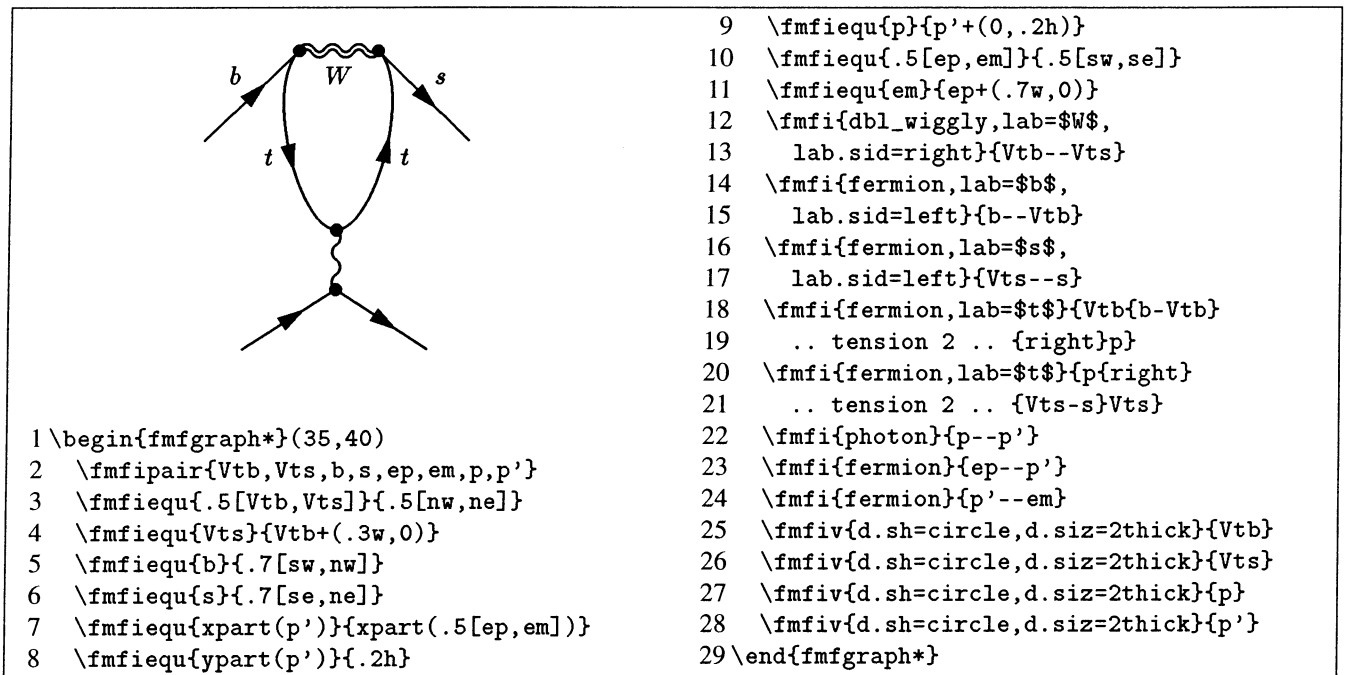 b
W
s
t
t
1 \begin{fmfgraph*}(35,40)
2 \fmfipair{Vtb,Vts,b,s,ep,em,p,p'}
3 \fmfiequ{.5[Vtb,Vts]}{.5[nw,ne]}
4 \fmfiequ{Vts}{Vtb+(.3w,0)}
5 \fmfiequ{b}{.7[sw,nw]}
6 \fmfiequ{s}{.7[se,ne]}
7 \fmfiequ{xpart(p')}{xpart(.5[ep,em])}
8 \fmfiequ{ypart(p')}{.2h}
9 \fmfiequ{p}{p'+(0,.2h)}
10 \fmfiequ{.5[ep,em]}{.5[sw,se]}
11 \fmfiequ{em}{ep+(.7w,0)}
12 \fmfi{dbl_wiggly,lab=$W$,
13 lab.sid=right}{Vtb--Vts}
14 \fmfi{fermion,lab=$b$,
15 lab.sid=left}{b--Vtb}
16 \fmfi{fermion,lab=$s$,
17 lab.sid=left}{Vts--s}
18 \fmfi{fermion,lab=$t$}{Vtb{b-Vtb}
19 .. tension 2 .. {right}p}
20 \fmfi{fermion,lab=$t$}{p{right}
21 .. tension 2 .. {Vts-s}Vts}
22 \fmfi{photon}{p--p'}
23 \fmfi{fermion}{ep--p'}
24 \fmfi{fermion}{p'--em}
25 \fmfiv{d.sh=circle,d.siz=2thick}{Vtb}
26 \fmfiv{d.sh=circle,d.siz=2thick}{Vts}
27 \fmfiv{d.sh=circle,d.siz=2thick}{p}
28 \fmfiv{d.sh=circle,d.siz=2thick}{p'}
29 \end{fmfgraph*}